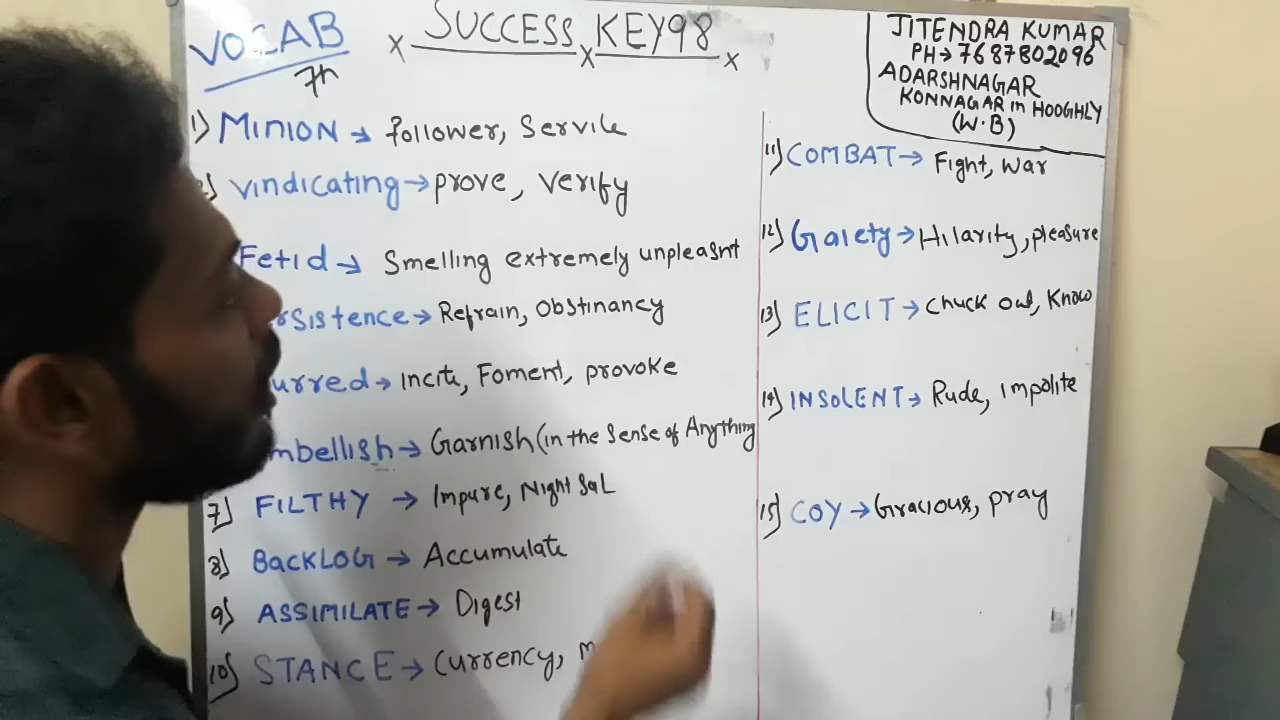 VOCAB
7th
x SUCCESS x KEY98 x
JITENDRA KUMAR
PH→7687802096
ADARSHNAGAR
KONNAGAR in HOOGHLY
(W.B)
1) MINION → follower, Servile
2) Vindicating → prove, Verify
Fetid → Smelling extremely unpleasnt
sistence → Refrain, Obstinancy
urred → Incite, Foment, provoke
mbellish → Garnish (in the Sense of Anything
7) FILTHY → Impure, Night
8) BACKLOG → Accumulate
9) ASSIMILATE → Digest
10) STANCE → Currency,
11) COMBAT → Fight, war
12) Gaiety → Hilarity, pleasure
13) ELICIT → Chuck out, Know
14) INSOLENT → Rude, Impolite
15) COY → Gracious, pray